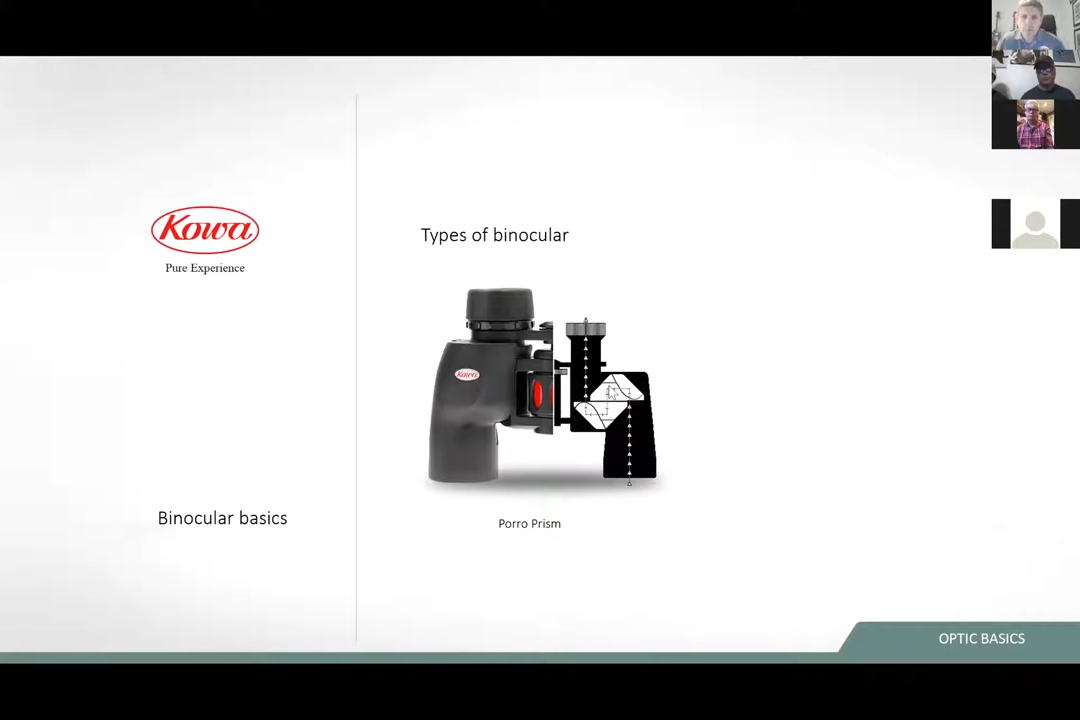 Kowa
Pure Experience
Types of binocular
Kowa
Binocular basics
Porro Prism
OPTIC BASICS